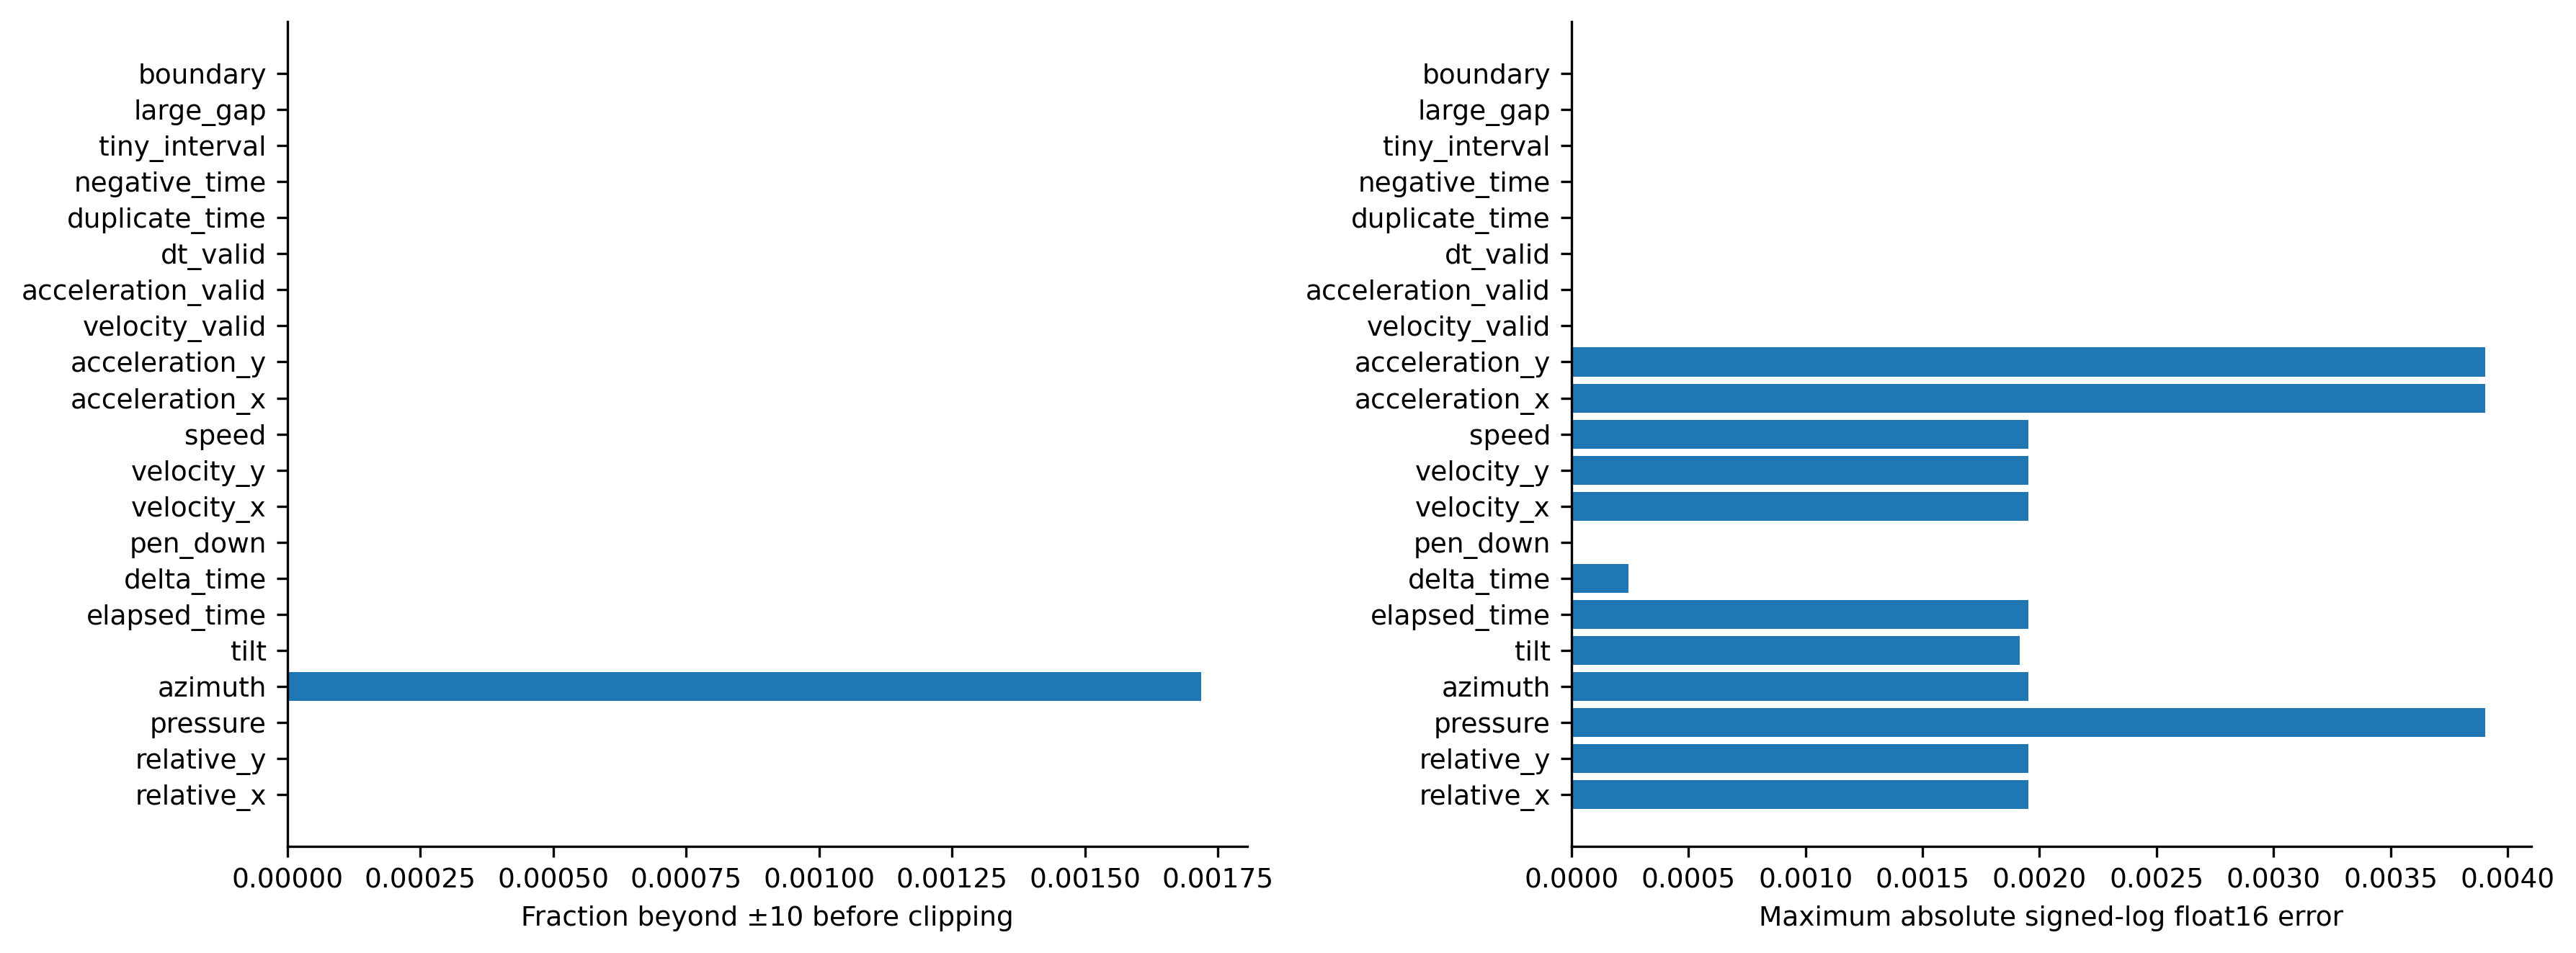 boundary
large_gap
tiny_interval
negative_time
duplicate_time
dt_valid
acceleration_valid
velocity_valid
acceleration_y
acceleration_x
speed
velocity_y
velocity_x
pen_down
delta_time
elapsed_time
tilt
azimuth
pressure
relative_y
relative_x
0.00000 0.00025 0.00050 0.00075 0.00100 0.00125 0.00150 0.00175
Fraction beyond ±10 before clipping
boundary
large_gap
tiny_interval
negative_time
duplicate_time
dt_valid
acceleration_valid
velocity_valid
acceleration_y
acceleration_x
speed
velocity_y
velocity_x
pen_down
delta_time
elapsed_time
tilt
azimuth
pressure
relative_y
relative_x
0.0000 0.0005 0.0010 0.0015 0.0020 0.0025 0.0030 0.0035 0.0040
Maximum absolute signed-log float16 error